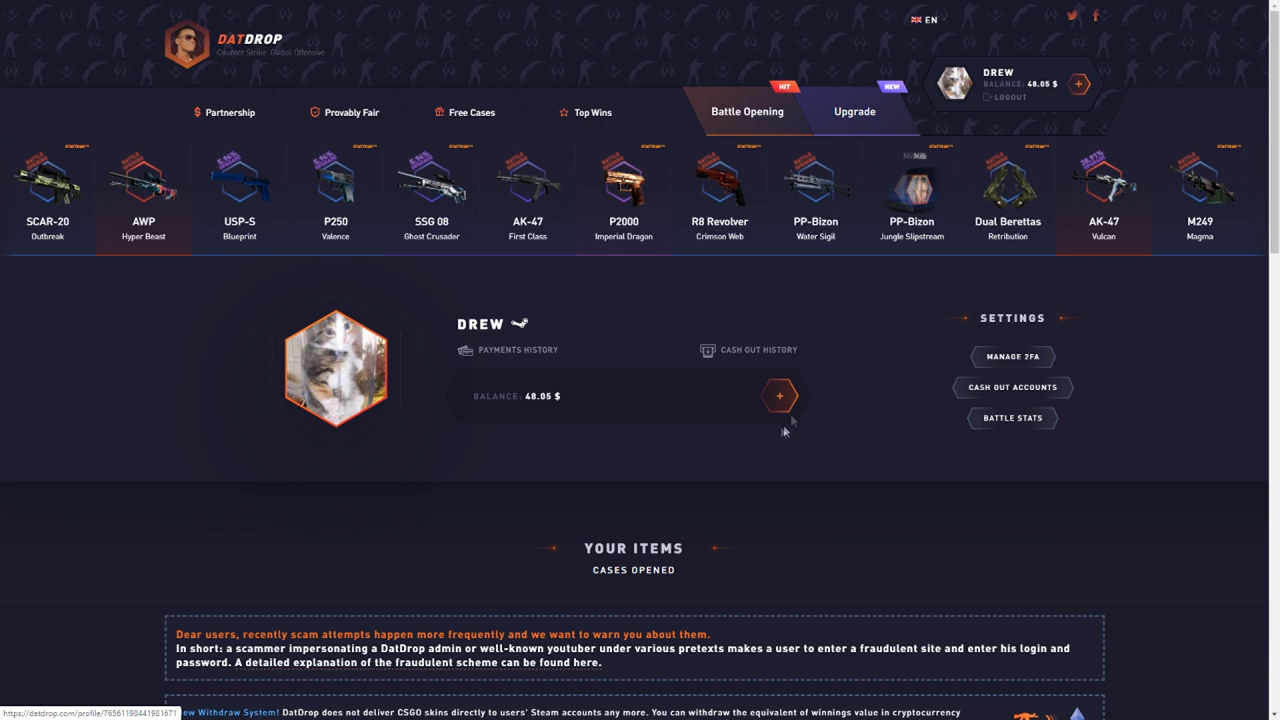 EN
DATDROP
Counter Strike: Global Offensive
DREW
BALANCE: 48.05 $
LOGOUT
HIT
NEW
Partnership
Provably Fair
Free Cases
Top Wins
Battle Opening
Upgrade
SCAR-20
Outbreak
AWP
Hyper Beast
USP-S
Blueprint
P250
Valence
SSG 08
Ghost Crusader
AK-47
First Class
P2000
Imperial Dragon
R8 Revolver
Crimson Web
PP-Bizon
Water Sigil
PP-Bizon
Jungle Slipstream
Dual Berettas
Retribution
AK-47
Vulcan
M249
Magma
DREW
PAYMENTS HISTORY
CASH OUT HISTORY
BALANCE: 48.05 $
SETTINGS
MANAGE 2FA
CASH OUT ACCOUNTS
BATTLE STATS
YOUR ITEMS
CASES OPENED
Dear users, recently scam attempts happen more frequently and we want to warn you about them.
In short: a scammer impersonating a DatDrop admin or well-known youtuber under various pretexts makes a user to enter a fraudulent site and enter his login and
password. A detailed explanation of the fraudulent scheme can be found here.
ew Withdraw System! DatDrop does not deliver CSGO skins directly to users' Steam accounts any more. You can withdraw the equivalent of winnings value in cryptocurrency
https://datdrop.com/profile/76561198441981671